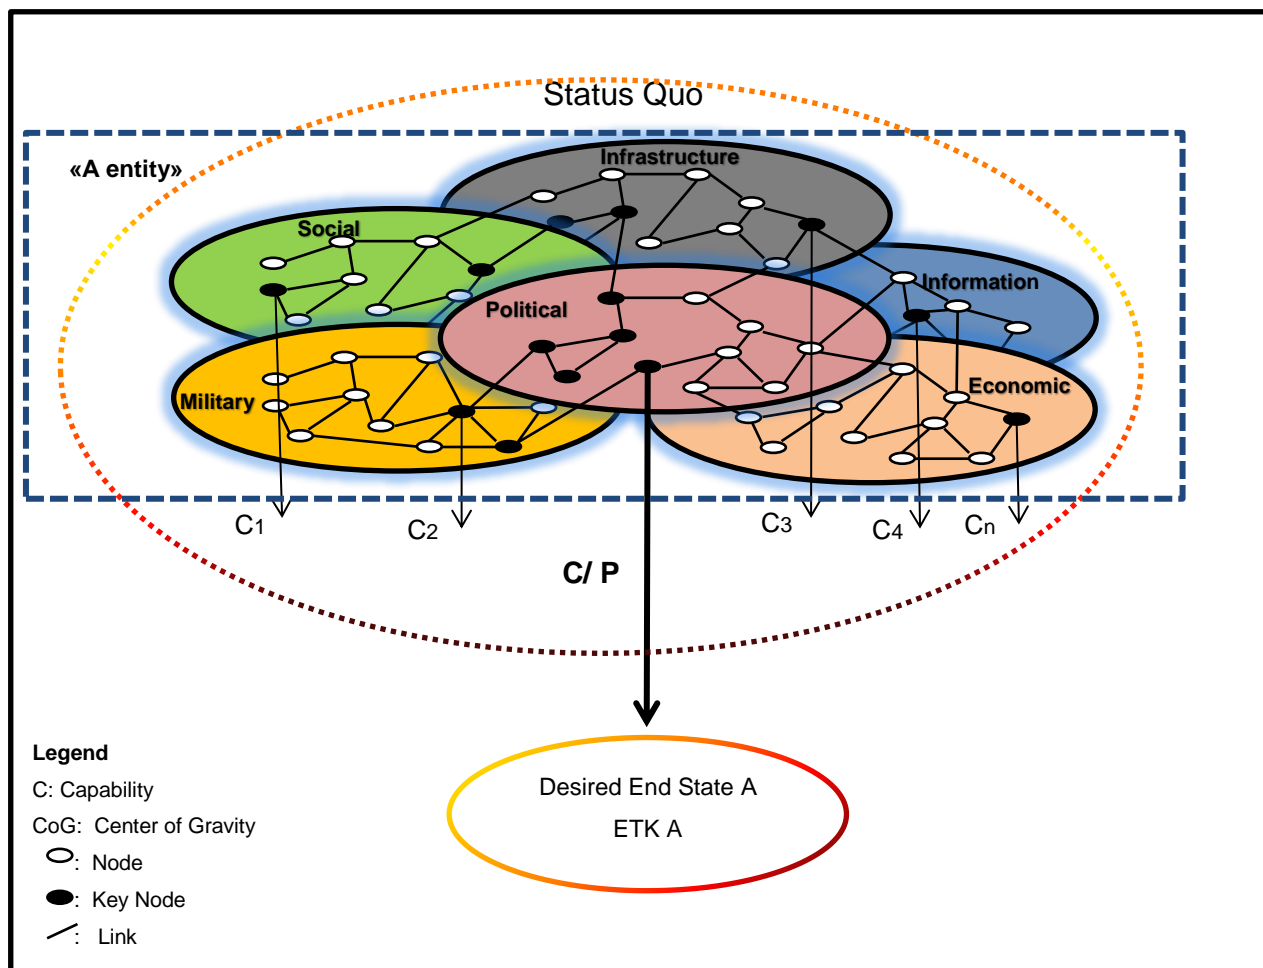 Status Quo
«A entity»
Infrastructure
Social
Information
Political
Economic
Military
C1
C2
C3
C4
Cn
C/ P
Desired End State A
ETK A
Legend
C: Capability
CoG: Center of Gravity
: Node
: Key Node
: Link